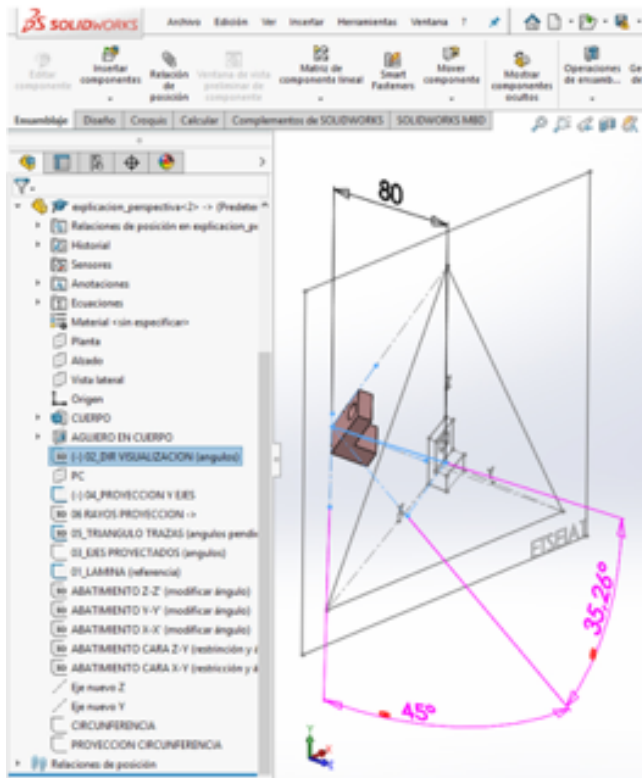 SOLIDWORKS
Archivo Edición Ver Insertar Herramientas Ventana ?
Editar componente
Insertar componentes
Relación de posición
Ventana de vista preliminar de componente
Matriz de componente lineal
Smart Fasteners
Mover componente
Mostrar componentes ocultos
Operaciones de ensamb...
Ensamblaje Diseño Croquis Calcular Complementos de SOLIDWORKS SOLIDWORKS MBD
explicacion_perspectiva<2> -> (Predeter
Relaciones de posición en explicacion_pe
Historial
Sensores
Anotaciones
Ecuaciones
Material <sin especificar>
Planta
Alzado
Vista lateral
Origen
CUERPO
AGUJERO EN CUERPO
(-) 02_DIR VISUALIZACION (angulos)
PC
(-) 04_PROYECCION Y EJES
06 RAYOS PROYECCION ->
05_TRIANGULO TRAZAS (angulos pendi
03_EJES PROYECTADOS (angulos)
01_LAMINA (referencia)
ABATIMIENTO Z-Z' (modificar ángulo)
ABATIMIENTO Y-Y' (modificar ángulo)
ABATIMIENTO X-X' (modificar ángulo)
ABATIMIENTO CARA Z-Y (restrinción y á
ABATIMIENTO CARA X-Y (restricción y á
Eje nuevo Z
Eje nuevo Y
CIRCUNFERENCIA
PROYECCION CIRCUNFERENCIA
Relaciones de posición
80
Z
Y
X
ETSEIAT
35,26°
45°